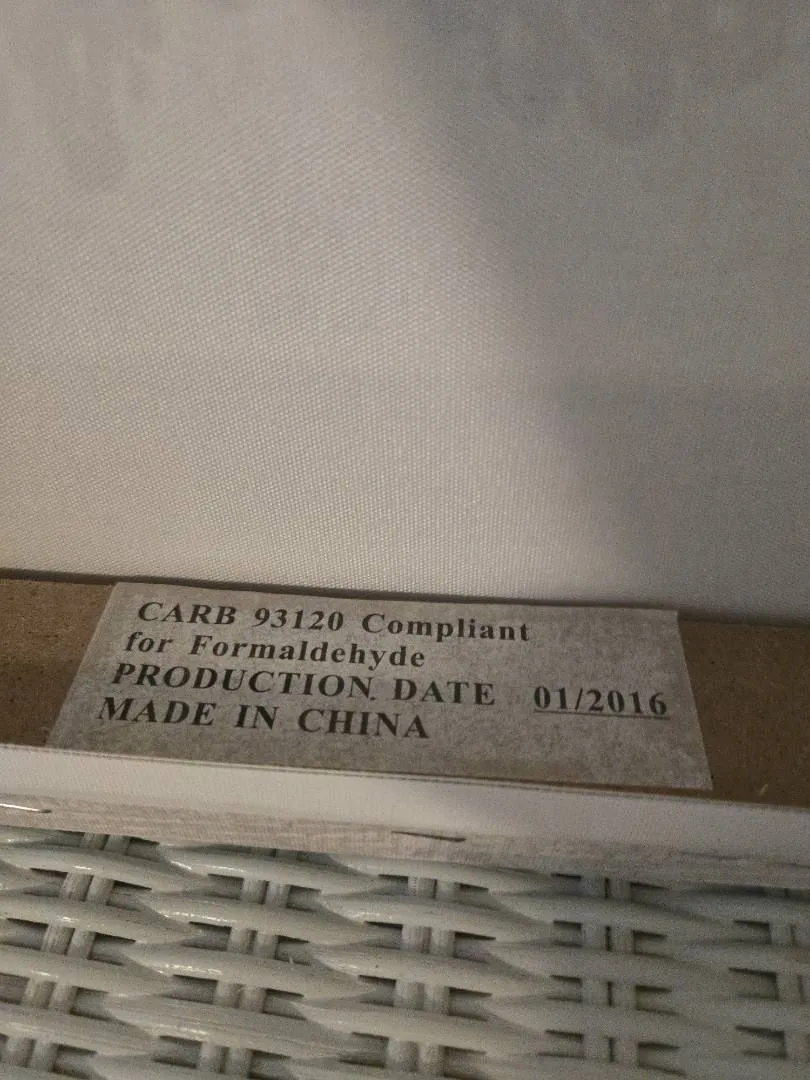 CARB 93120 Compliant
for Formaldehyde
PRODUCTION DATE 01/2016
MADE IN CHINA